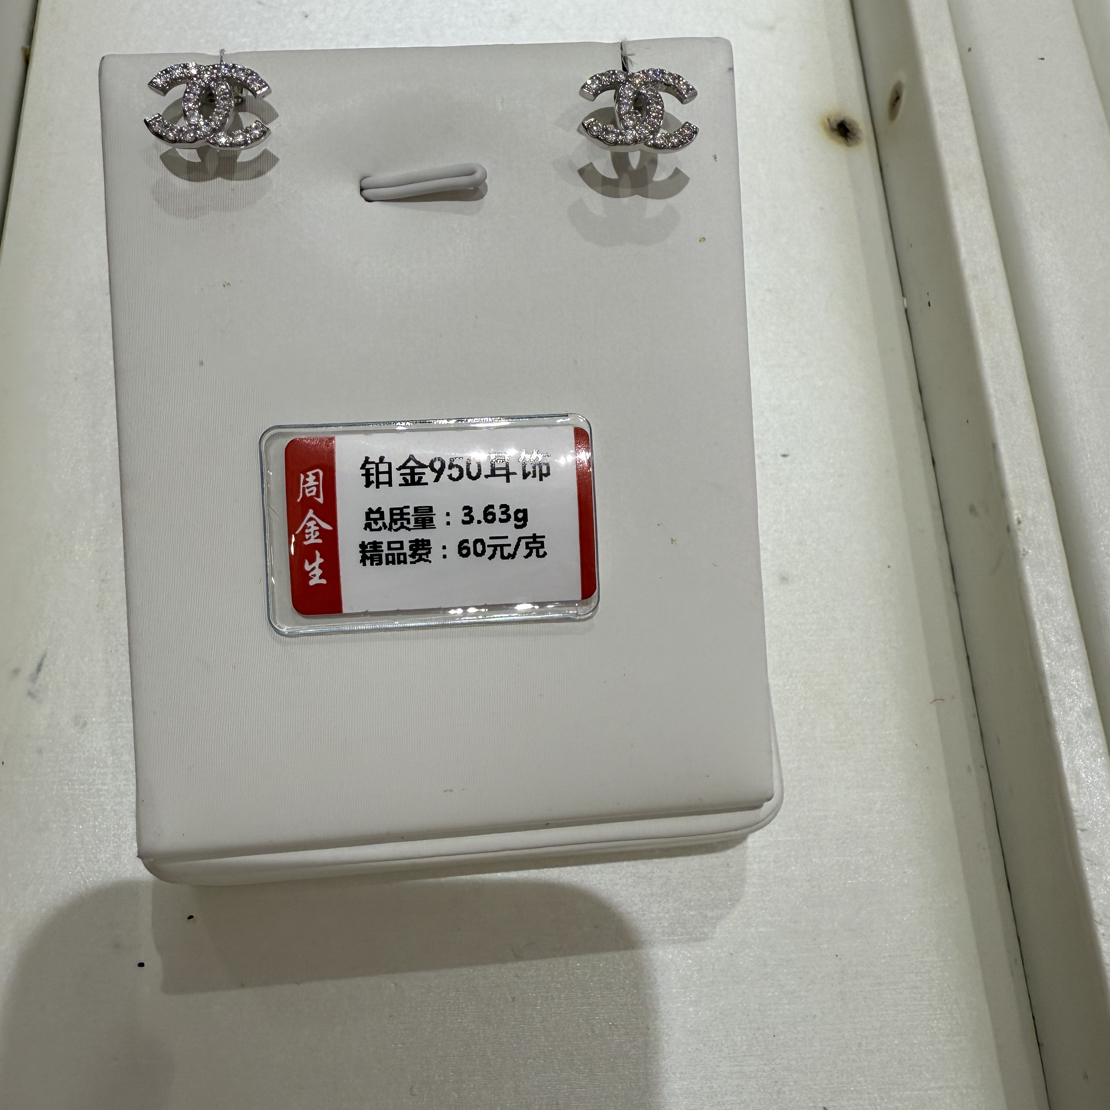 周金生
铂金950耳饰
总质量：3.63g
精品费：60元/克